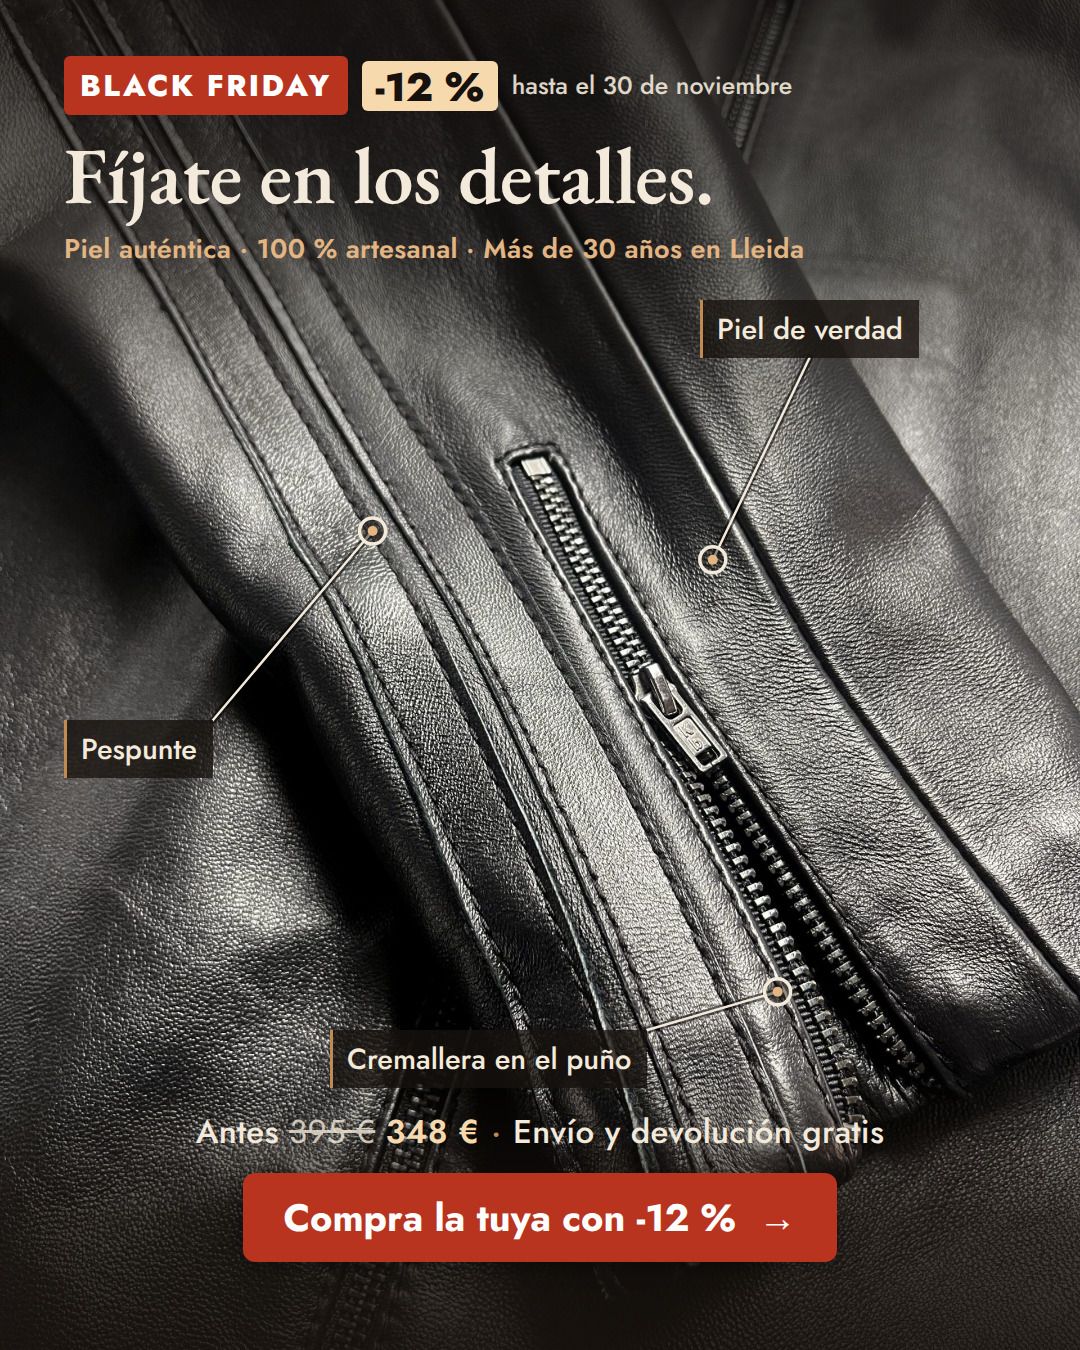 BLACK FRIDAY -12 % hasta el 30 de noviembre
Fíjate en los detalles.
Piel auténtica · 100 % artesanal · Más de 30 años en Lleida
Piel de verdad
Pespunte
Cremallera en el puño
Antes 395 € 348 € · Envío y devolución gratis
Compra la tuya con -12 % →